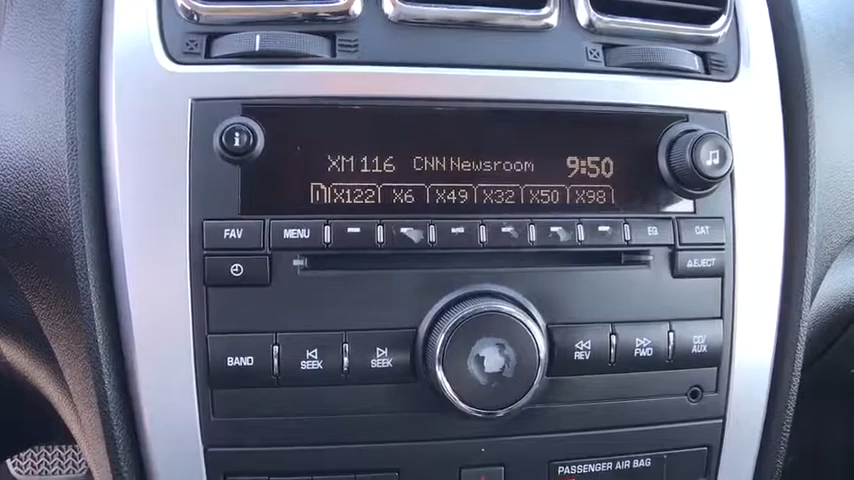 i
XM 116 CNN Newsroom 9:50
1 X122 X6 X49 X32 X50 X98
FAV MENU EQ CAT
EJECT
BAND SEEK SEEK REV FWD CD/AUX
PASSENGER AIR BAG